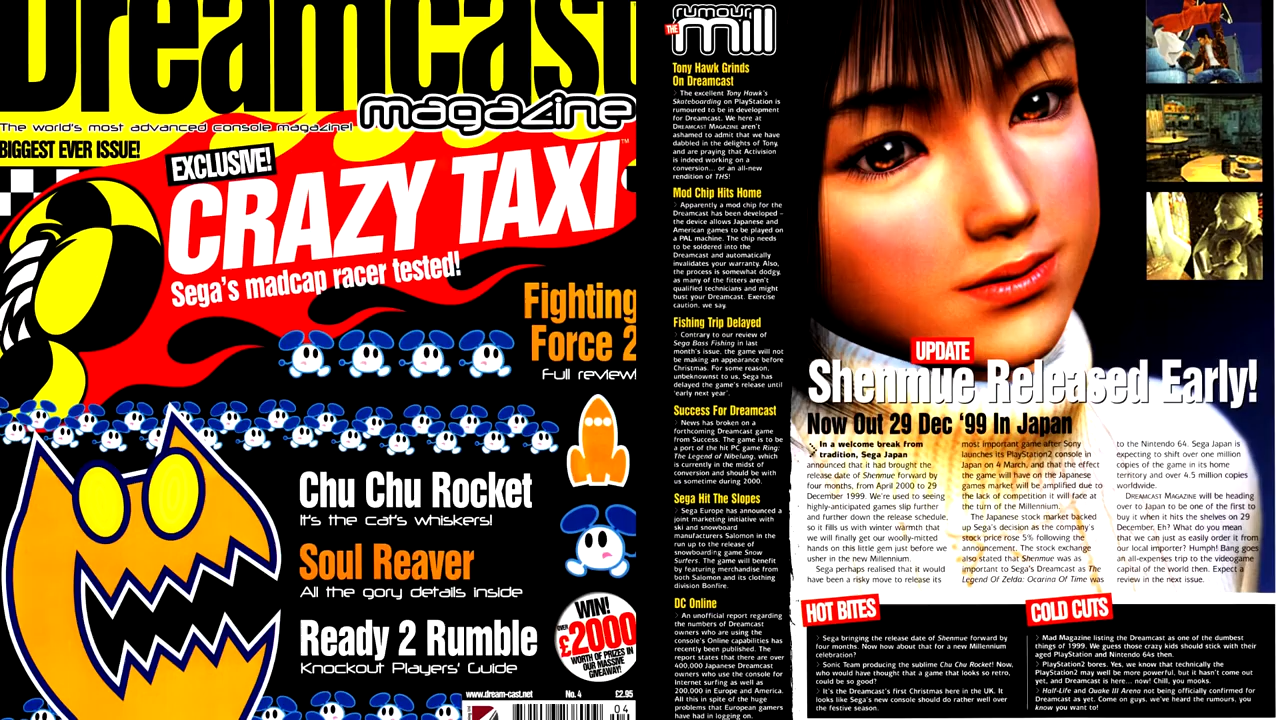 Dreamcast
magazine
The world's most advanced console magazine!
BIGGEST EVER ISSUE!
EXCLUSIVE!
CRAZY TAXI™
Sega's madcap racer tested!
Fighting
Force 2
Full review!
Chu Chu Rocket
It's the cat's whiskers!
Soul Reaver
All the gory details inside
Ready 2 Rumble
Knockout Players' Guide
WIN!
OVER
£2000
WORTH OF PRIZES IN
OUR MASSIVE
GIVEAWAY!
www.dream-cast.net
No. 4
£2.95
04
THE
rumour
mill
Tony Hawk Grinds
On Dreamcast
The excellent Tony Hawk's
Skateboarding on PlayStation is
rumoured to be in development
for Dreamcast. We here at
DREAMCAST MAGAZINE aren't
ashamed to admit that we have
dabbled in the delights of Tony,
and are praying that Activision
is indeed working on a
conversion... or an all-new
rendition of THS!
Mod Chip Hits Home
Apparently a mod chip for the
Dreamcast has been developed –
the device allows Japanese and
American games to be played on
a PAL machine. The chip needs
to be soldered into the
Dreamcast and automatically
invalidates your warranty. Also,
the process is somewhat dodgy,
as many of the fitters aren't
qualified technicians and might
bust your Dreamcast. Exercise
caution, we say.
Fishing Trip Delayed
Contrary to our review of
Sega Bass Fishing in last
month's issue, the game will not
be making an appearance before
Christmas. For some reason,
unbeknownst to us, Sega has
delayed the game's release until
'early next year'.
Success For Dreamcast
News has broken on a
forthcoming Dreamcast game
from Success. The game is to be
a port of the hit PC game Ring:
The Legend of Nibelung, which
is currently in the midst of
conversion and should be with
us sometime during 2000.
Sega Hit The Slopes
Sega Europe has announced a
joint marketing initiative with
ski and snowboard
manufacturers Salomon in the
run up to the release of
snowboarding game Snow
Surfers. The game will benefit
by featuring merchandise from
both Salomon and its clothing
division Bonfire.
DC Online
An unofficial report regarding
the numbers of Dreamcast
owners who are using the
console's Online capabilities has
recently been published. The
report states that there are over
400,000 Japanese Dreamcast
owners who use the console for
Internet surfing as well as
200,000 in Europe and America.
All this in spite of the huge
problems that European gamers
have had in logging on.
UPDATE
Shenmue Released Early!
Now Out 29 Dec '99 In Japan
In a welcome break from
tradition, Sega Japan
announced that it had brought the
release date of Shenmue forward by
four months, from April 2000 to 29
December 1999. We're used to seeing
highly-anticipated games slip further
and further down the release schedule,
so it fills us with winter warmth that
we will finally get our woolly-mitted
hands on this little gem just before we
usher in the new Millennium.
Sega perhaps realised that it would
have been a risky move to release its
most important game after Sony
launches its PlayStation2 console in
Japan on 4 March, and that the effect
the game will have on the Japanese
games market will be amplified due to
the lack of competition it will face at
the turn of the Millennium.
The Japanese stock market backed
up Sega's decision as the company's
stock price rose 5% following the
announcement. The stock exchange
also stated that Shenmue was as
important to Sega's Dreamcast as The
Legend Of Zelda: Ocarina Of Time was
to the Nintendo 64. Sega Japan is
expecting to shift over one million
copies of the game in its home
territory and over 4.5 million copies
worldwide.
DREAMCAST MAGAZINE will be heading
over to Japan to be one of the first to
buy it when it hits the shelves on 29
December, Eh? What do you mean
that we can just as easily order it from
our local importer? Humph! Bang goes
an all-expenses trip to the videogame
capital of the world then. Expect a
review in the next issue.
HOT BITES
Sega bringing the release date of Shenmue forward by
four months. Now how about that for a new Millennium
celebration?
Sonic Team producing the sublime Chu Chu Rocket! Now,
who would have thought that a game that looks so retro,
could be so good?
It's the Dreamcast's first Christmas here in the UK. It
looks like Sega's new console should do rather well over
the festive season.
COLD CUTS
Mad Magazine listing the Dreamcast as one of the dumbest
things of 1999. We guess those crazy kids should stick with their
aged PlayStation and Nintendo 64s then.
PlayStation2 bores. Yes, we know that technically the
PlayStation2 may well be more powerful, but it hasn't come out
yet, and Dreamcast is here... now! Chill, you mooks.
Half-Life and Quake III Arena not being officially confirmed for
Dreamcast as yet. Come on guys, we've heard the rumours, you
know you want to!